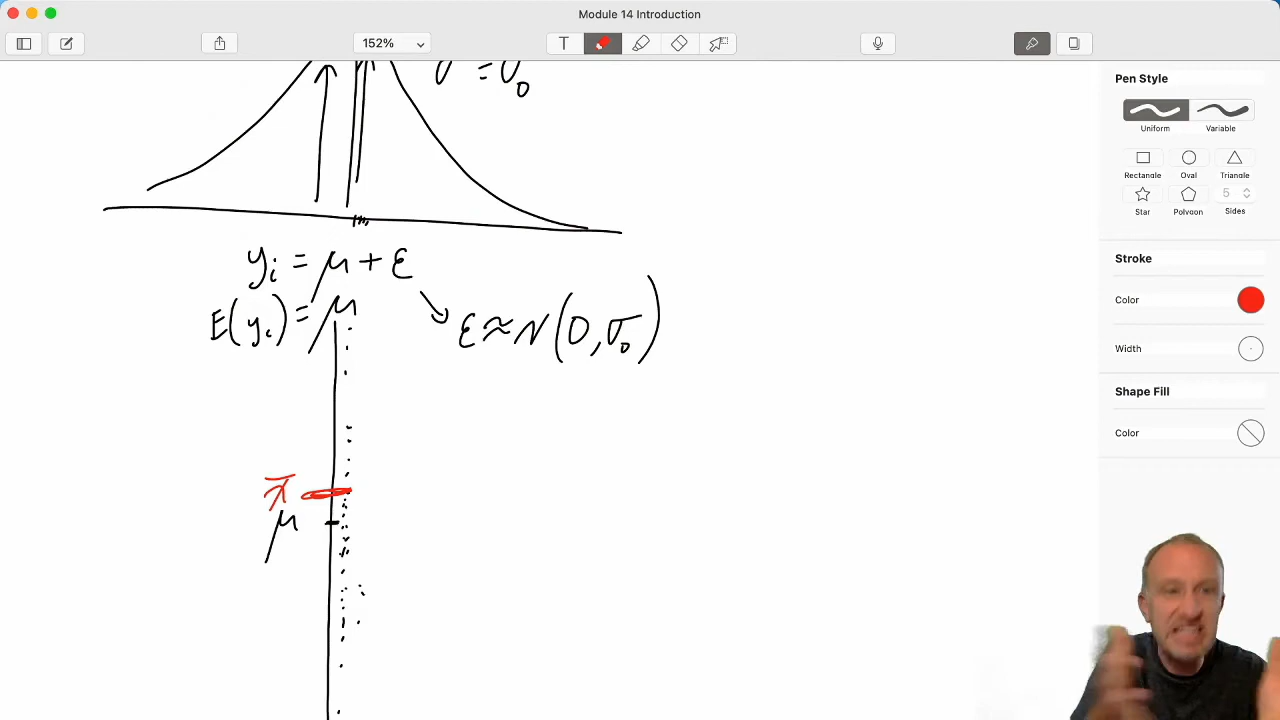 Module 14 Introduction
152%
T
Pen Style
Uniform
Variable
Rectangle
Oval
Triangle
Star
Polygon
5
Sides
Stroke
Color
Width
Shape Fill
Color
σ = σ₀
yᵢ = μ + ε
E(yᵢ) = μ
ε ≈ N(0, σ₀)
x̄
μ